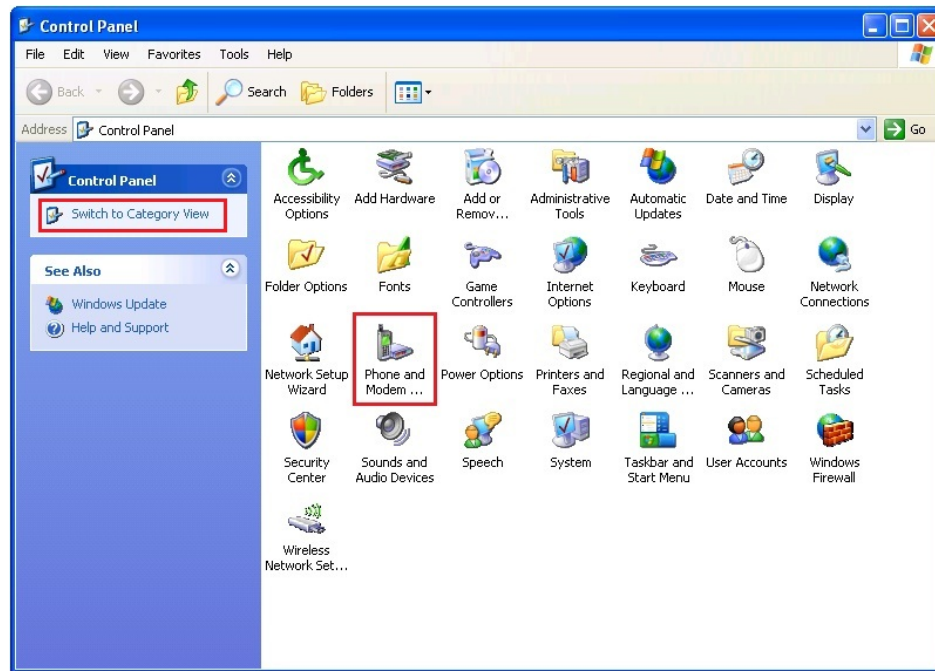 Control Panel
File Edit View Favorites Tools Help
Back Search Folders
Address Control Panel Go
Control Panel
Switch to Category View
See Also
Windows Update
Help and Support
Accessibility Options
Add Hardware
Add or Remov...
Administrative Tools
Automatic Updates
Date and Time
Display
Folder Options
Fonts
Game Controllers
Internet Options
Keyboard
Mouse
Network Connections
Network Setup Wizard
Phone and Modem ...
Power Options
Printers and Faxes
Regional and Language ...
Scanners and Cameras
Scheduled Tasks
Security Center
Sounds and Audio Devices
Speech
System
Taskbar and Start Menu
User Accounts
Windows Firewall
Wireless Network Set...